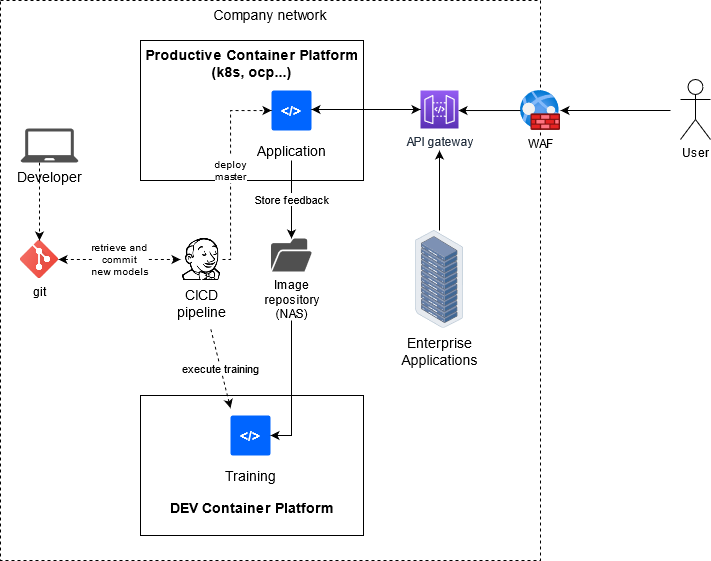 Company network
Productive Container Platform
(k8s, ocp...)
</>
Application
API gateway
WAF
User
Developer
deploy
master
Store feedback
retrieve and
commit
new models
git
CICD
pipeline
Image
repository
(NAS)
Enterprise
Applications
execute training
</>
Training
DEV Container Platform